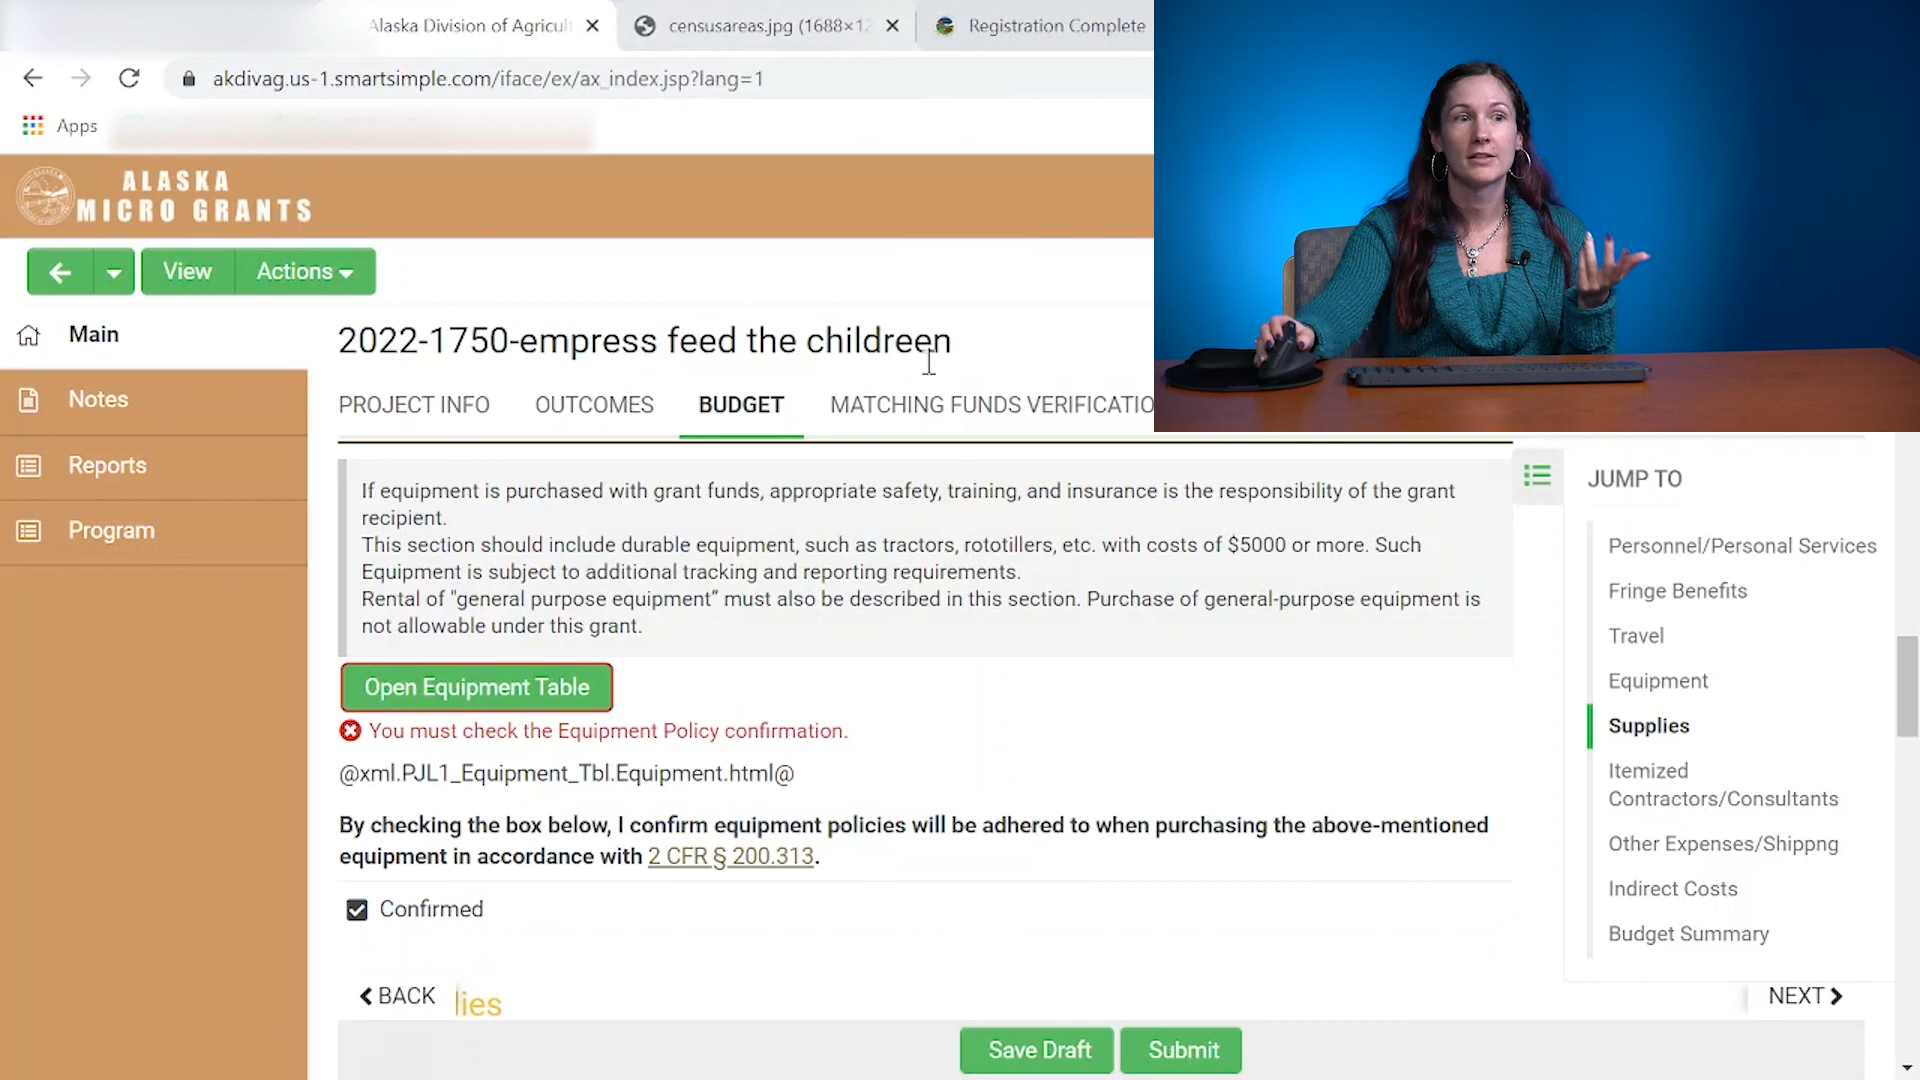 Alaska Division of Agricult
censusareas.jpg (1688×12
Registration Complete
akdivag.us-1.smartsimple.com/iface/ex/ax_index.jsp?lang=1
Apps
ALASKA
MICRO GRANTS
View
Actions
Main
Notes
Reports
Program
2022-1750-empress feed the childreen
PROJECT INFO
OUTCOMES
BUDGET
MATCHING FUNDS VERIFICATIO
If equipment is purchased with grant funds, appropriate safety, training, and insurance is the responsibility of the grant
recipient.
This section should include durable equipment, such as tractors, rototillers, etc. with costs of $5000 or more. Such
Equipment is subject to additional tracking and reporting requirements.
Rental of "general purpose equipment” must also be described in this section. Purchase of general-purpose equipment is
not allowable under this grant.
Open Equipment Table
You must check the Equipment Policy confirmation.
@xml.PJL1_Equipment_Tbl.Equipment.html@
By checking the box below, I confirm equipment policies will be adhered to when purchasing the above-mentioned
equipment in accordance with 2 CFR § 200.313.
Confirmed
BACK
lies
NEXT
Save Draft
Submit
JUMP TO
Personnel/Personal Services
Fringe Benefits
Travel
Equipment
Supplies
Itemized
Contractors/Consultants
Other Expenses/Shippng
Indirect Costs
Budget Summary